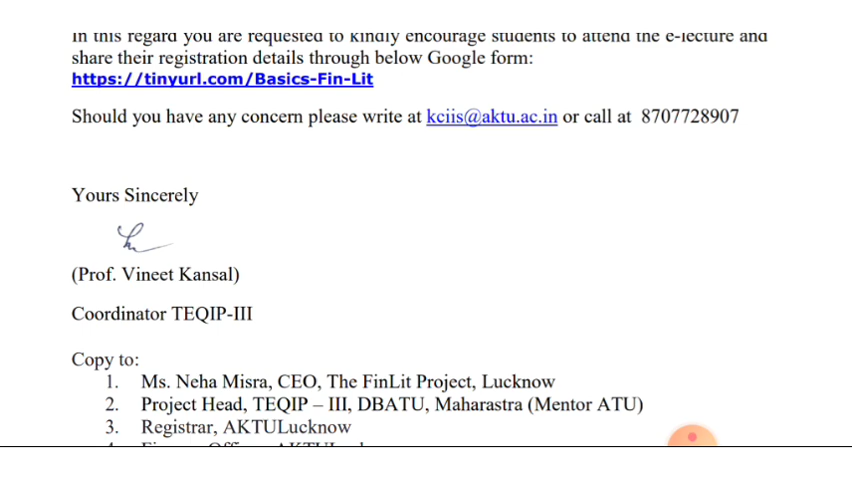 in this regard you are requested to kindly encourage students to attend the e-lecture and
share their registration details through below Google form:
https://tinyurl.com/Basics-Fin-Lit
Should you have any concern please write at kciis@aktu.ac.in or call at 8707728907
Yours Sincerely
(Prof. Vineet Kansal)
Coordinator TEQIP-III
Copy to:
1. Ms. Neha Misra, CEO, The FinLit Project, Lucknow
2. Project Head, TEQIP – III, DBATU, Maharastra (Mentor ATU)
3. Registrar, AKTULucknow